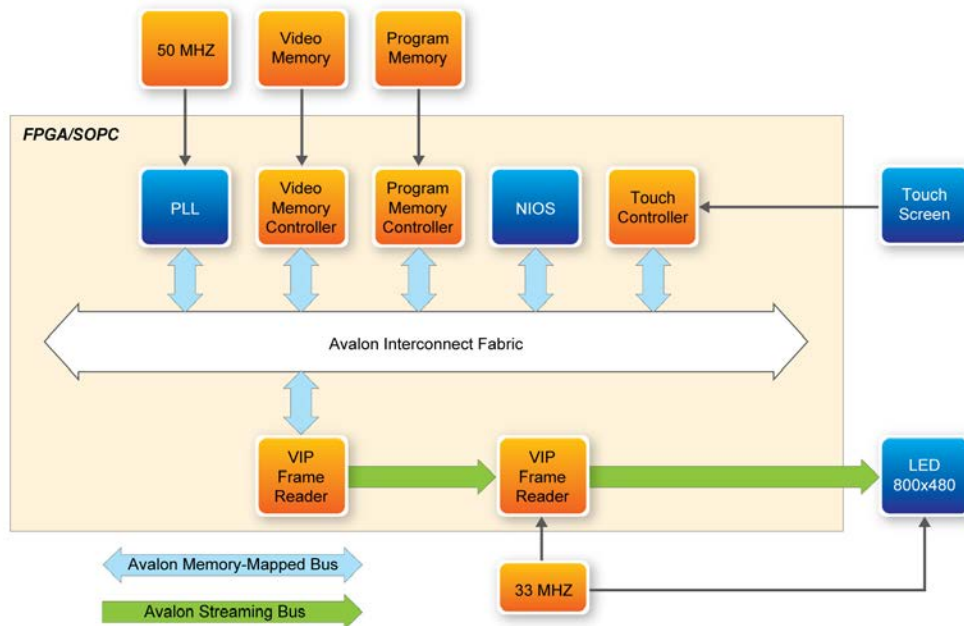 50 MHZ
Video
Memory
Program
Memory
FPGA/SOPC
PLL
Video
Memory
Controller
Program
Memory
Controller
NIOS
Touch
Controller
Touch
Screen
Avalon Interconnect Fabric
VIP
Frame
Reader
VIP
Frame
Reader
LED
800x480
Avalon Memory-Mapped Bus
33 MHZ
Avalon Streaming Bus